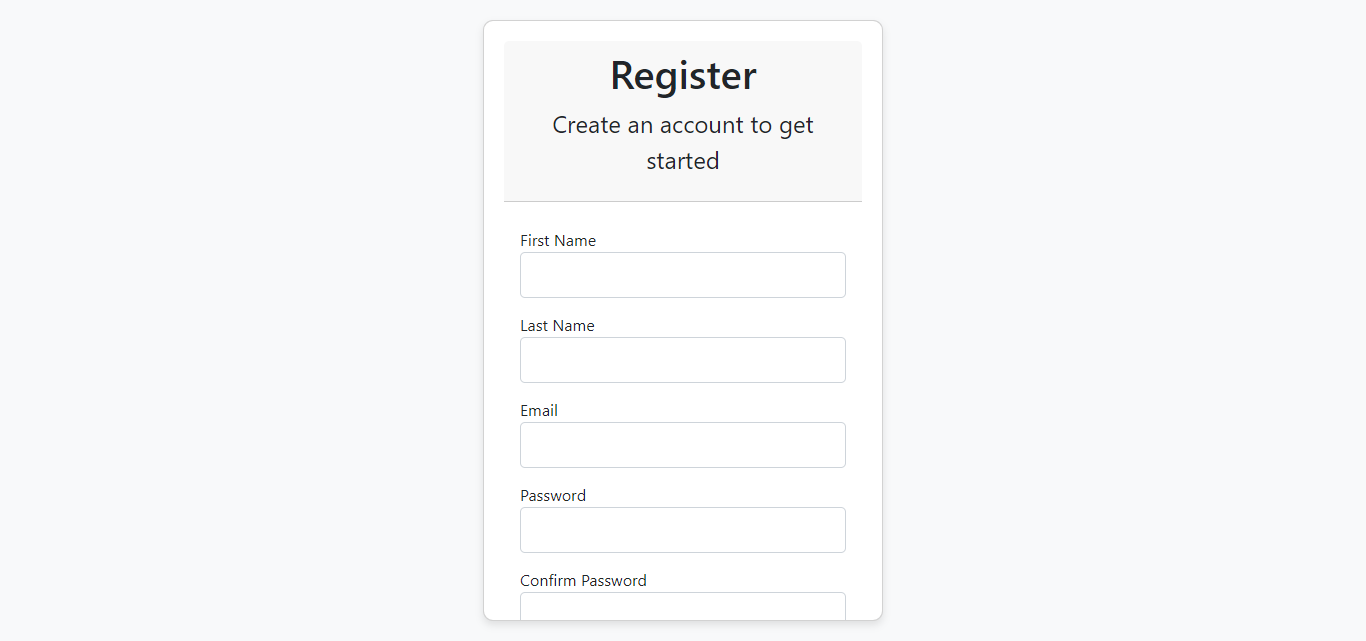 Register
Create an account to get
started
First Name
Last Name
Email
Password
Confirm Password